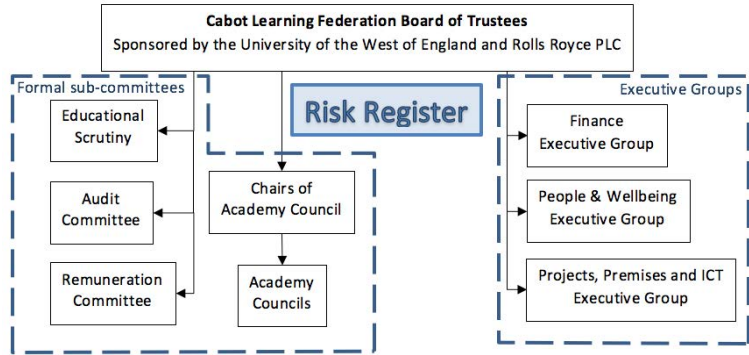 Cabot Learning Federation Board of Trustees
Sponsored by the University of the West of England and Rolls Royce PLC
Formal sub-committees
Educational
Scrutiny
Audit
Committee
Remuneration
Committee
Risk Register
Chairs of
Academy Council
Academy
Councils
Executive Groups
Finance
Executive Group
People & Wellbeing
Executive Group
Projects, Premises and ICT
Executive Group